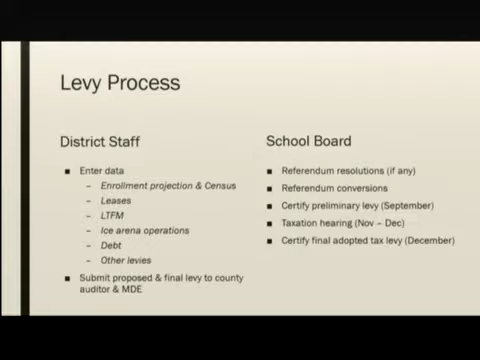 Levy Process
District Staff
■ Enter data
– Enrollment projection & Census
– Leases
– LTFM
– Ice arena operations
– Debt
– Other levies
■ Submit proposed & final levy to county
auditor & MDE
School Board
■ Referendum resolutions (if any)
■ Referendum conversions
■ Certify preliminary levy (September)
■ Taxation hearing (Nov – Dec)
■ Certify final adopted tax levy (December)